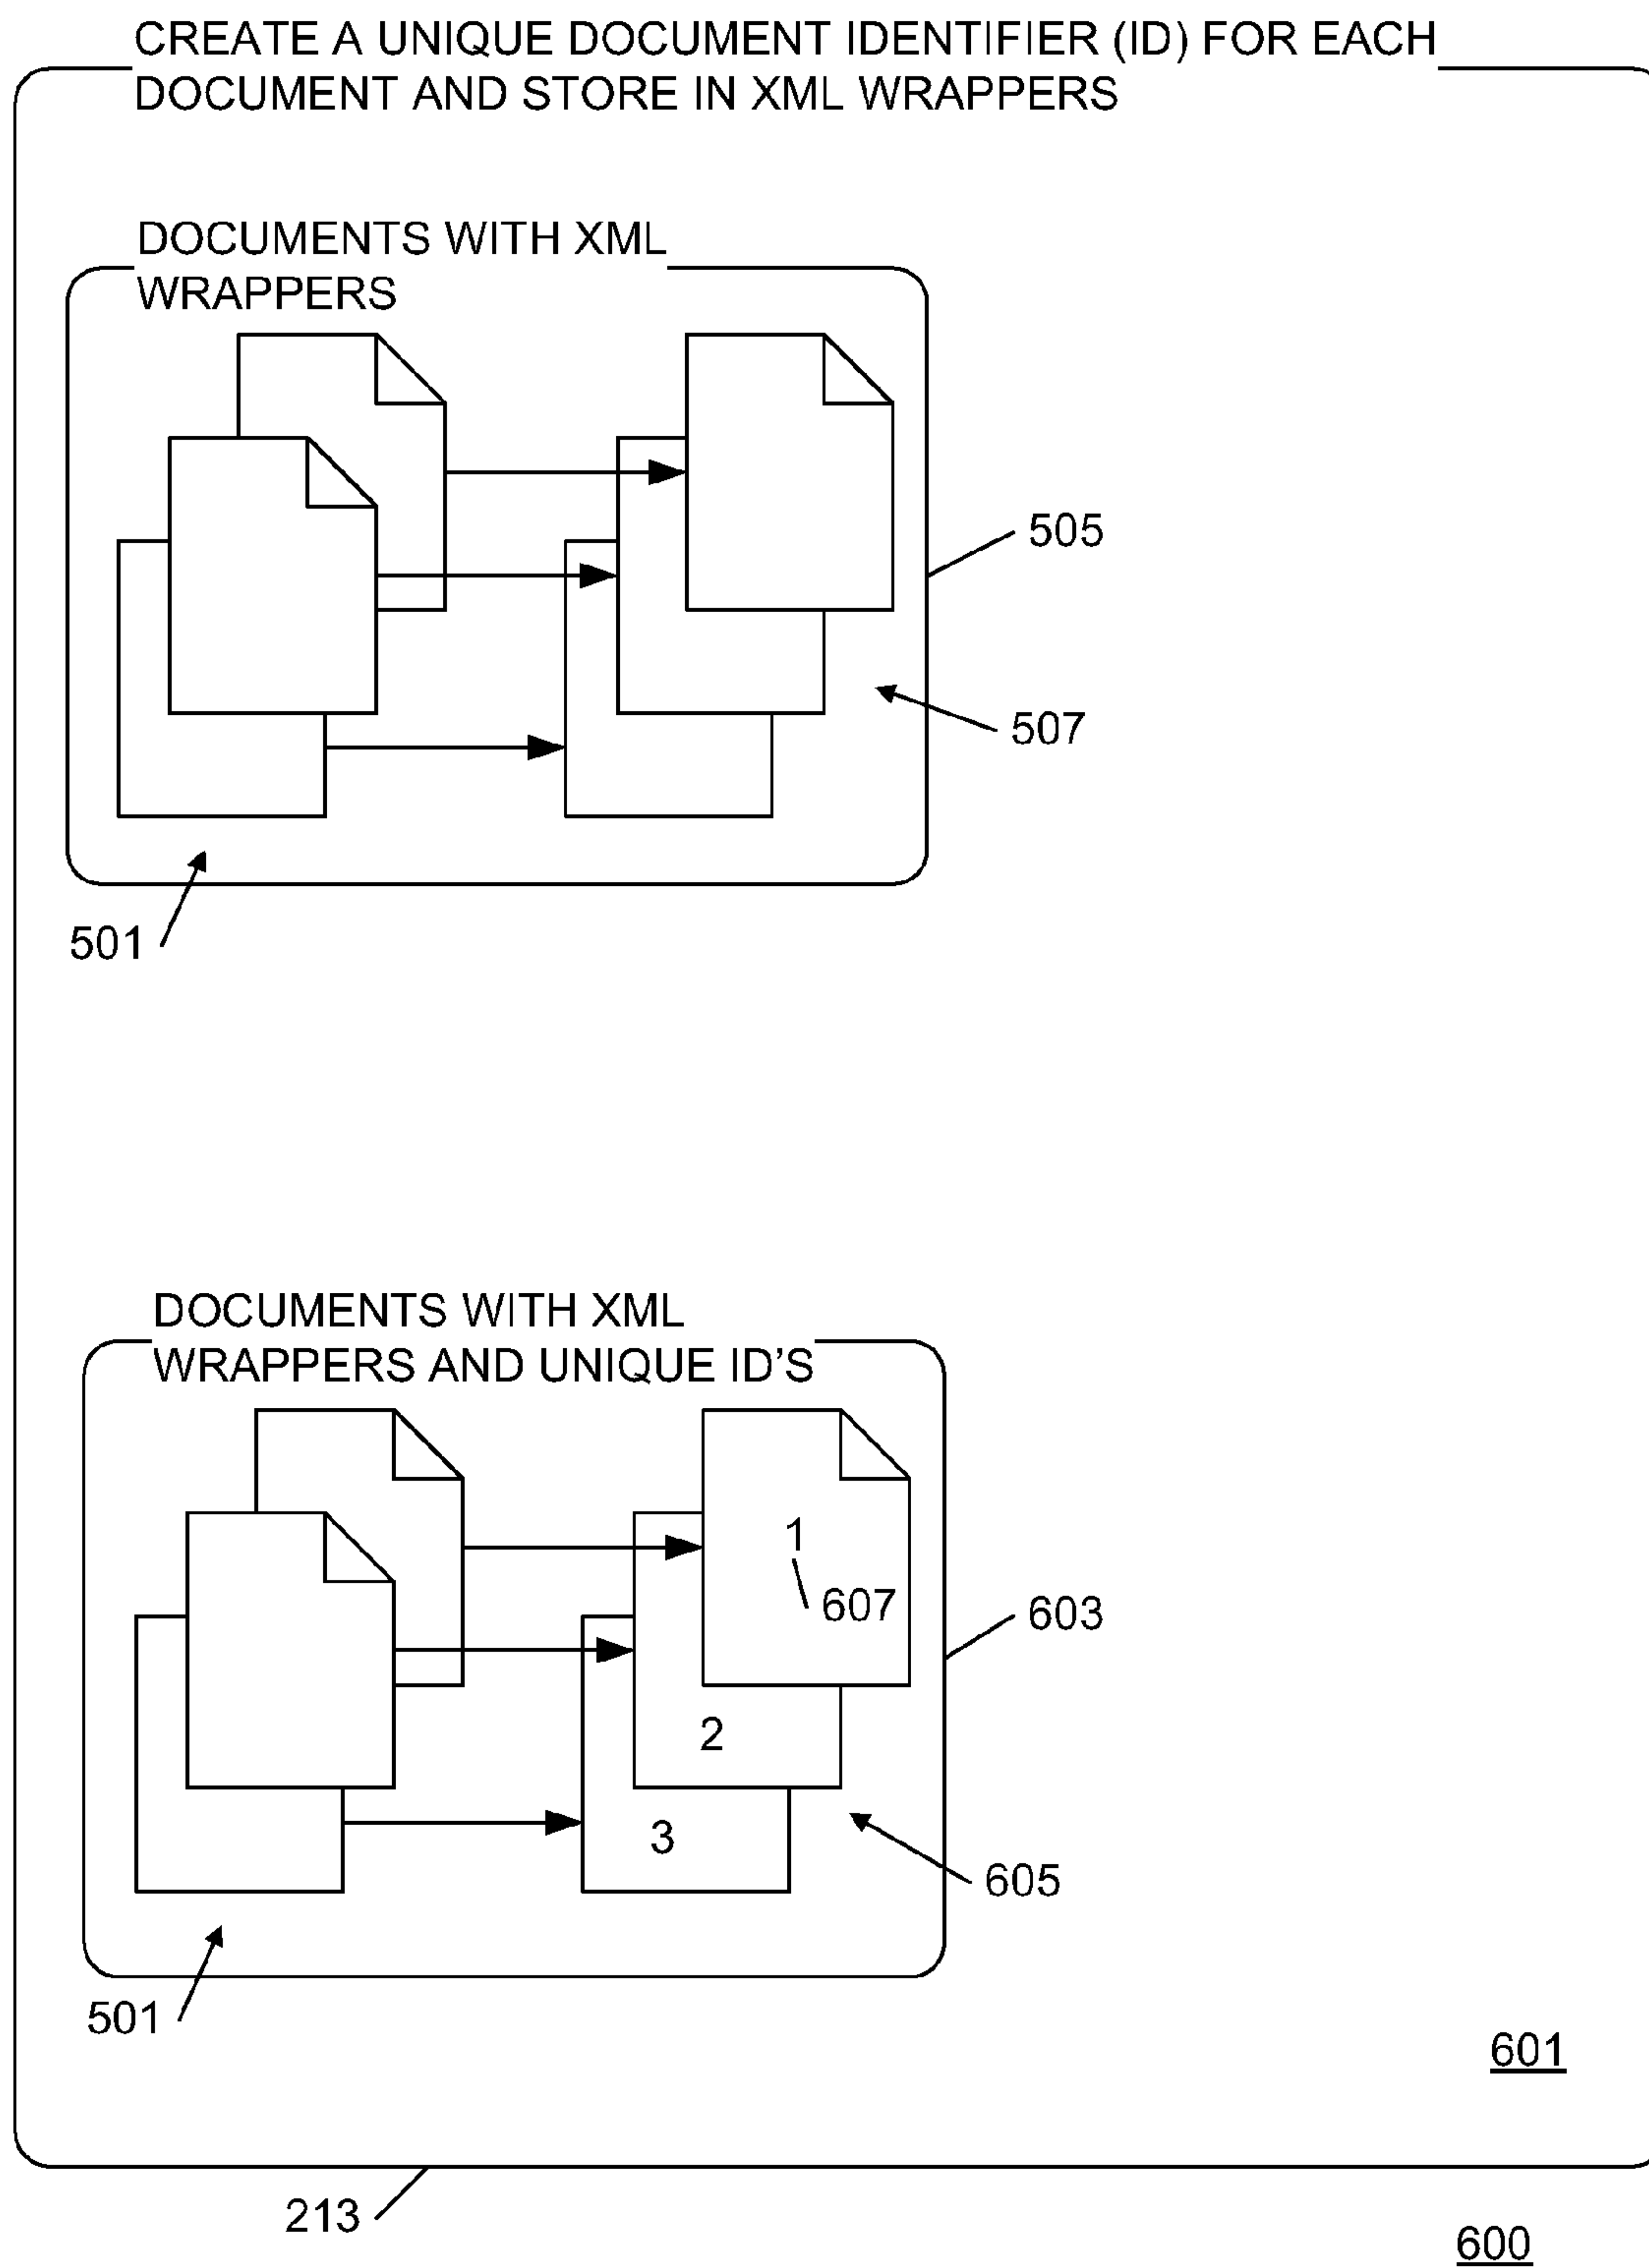 CREATE A UNIQUE DOCUMENT IDENTIFIER (ID) FOR EACH
DOCUMENT AND STORE IN XML WRAPPERS
DOCUMENTS WITH XML
WRAPPERS
505
507
501
DOCUMENTS WITH XML
WRAPPERS AND UNIQUE ID'S
1
607
603
2
3
605
501
601
213
600